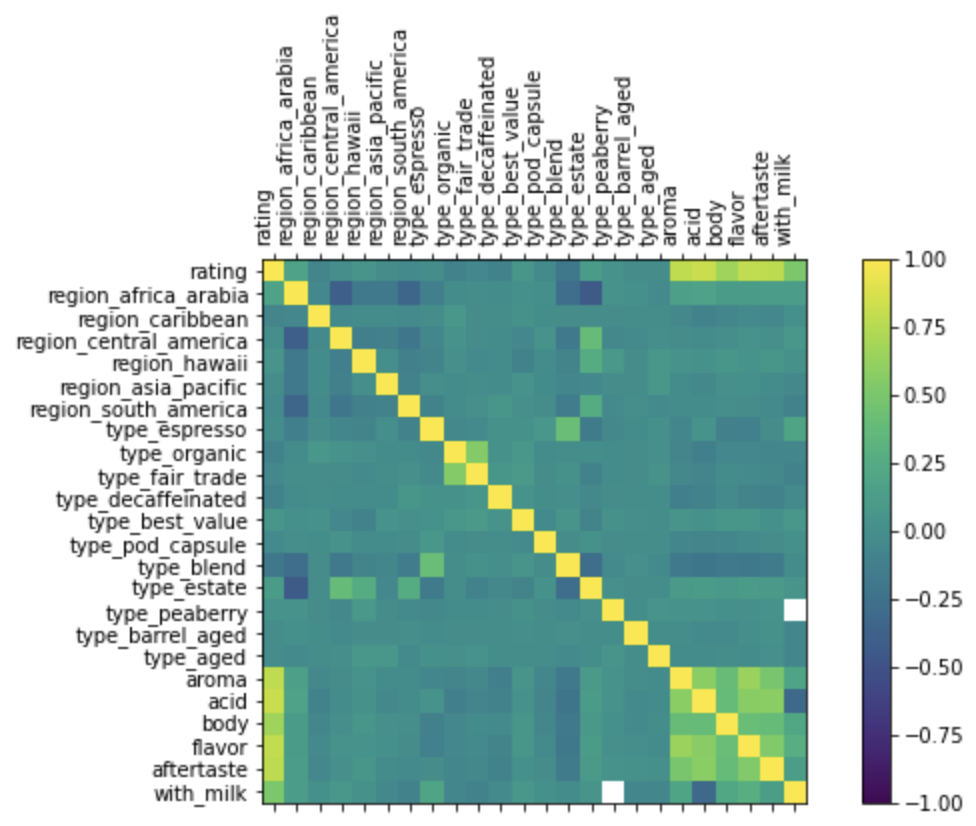 rating
region_africa_arabia
region_caribbean
region_central_america
region_hawaii
region_asia_pacific
region_south_america
type_espresso
type_organic
type_fair_trade
type_decaffeinated
type_best_value
type_pod_capsule
type_blend
type_estate
type_peaberry
type_barrel_aged
type_aged
aroma
acid
body
flavor
aftertaste
with_milk
rating
region_africa_arabia
region_caribbean
region_central_america
region_hawaii
region_asia_pacific
region_south_america
type_espresso
type_organic
type_fair_trade
type_decaffeinated
type_best_value
type_pod_capsule
type_blend
type_estate
type_peaberry
type_barrel_aged
type_aged
aroma
acid
body
flavor
aftertaste
with_milk
1.00
0.75
0.50
0.25
0.00
−0.25
−0.50
−0.75
−1.00